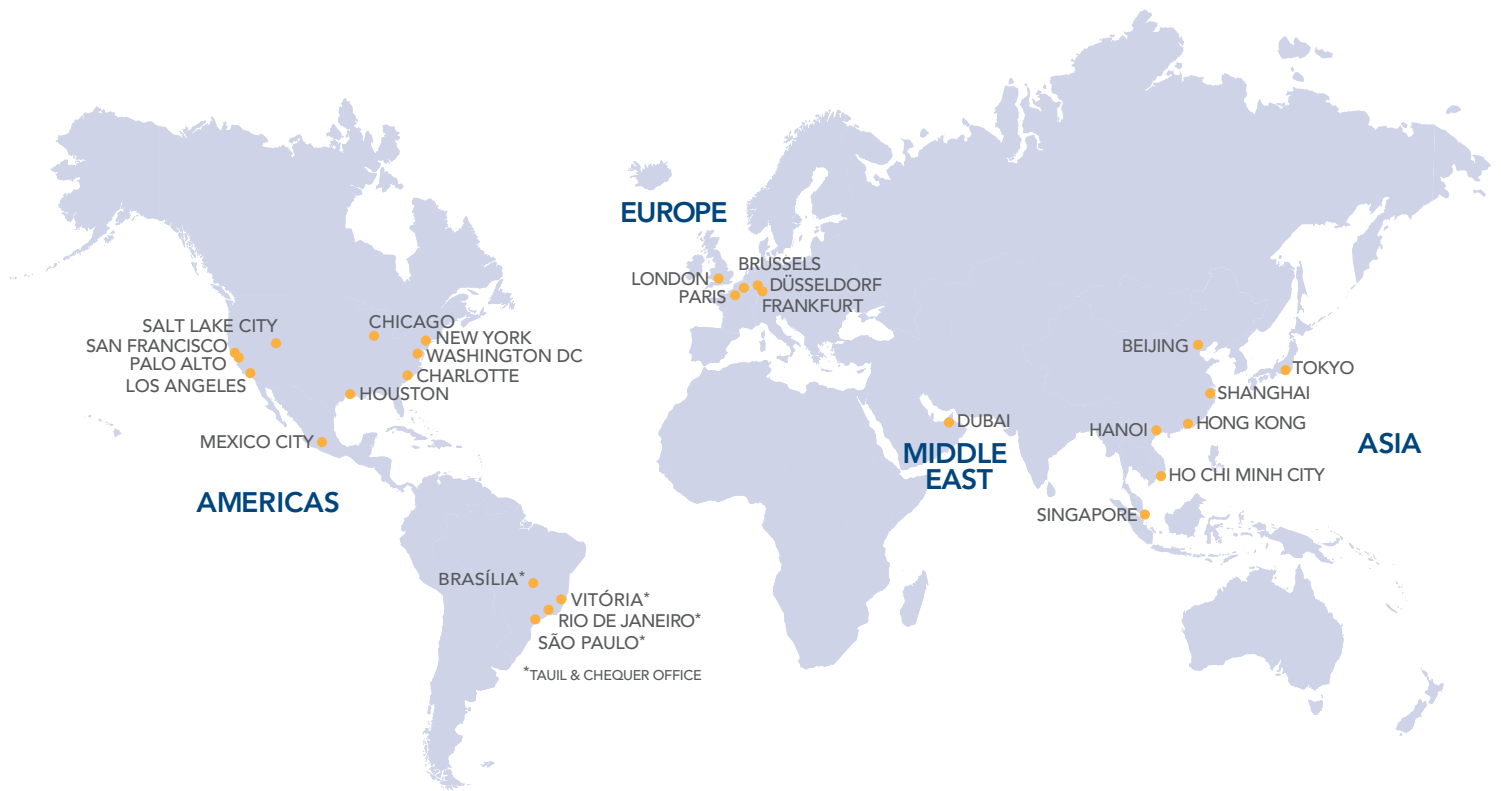 EUROPE
BRUSSELS
LONDON
DÜSSELDORF
PARIS
FRANKFURT
SALT LAKE CITY
CHICAGO
SAN FRANCISCO
NEW YORK
PALO ALTO
WASHINGTON DC
LOS ANGELES
CHARLOTTE
HOUSTON
MEXICO CITY
AMERICAS
BRASÍLIA*
VITÓRIA*
RIO DE JANEIRO*
SÃO PAULO*
*TAUIL & CHEQUER OFFICE
DUBAI
MIDDLE
EAST
BEIJING
TOKYO
SHANGHAI
HONG KONG
HANOI
ASIA
HO CHI MINH CITY
SINGAPORE